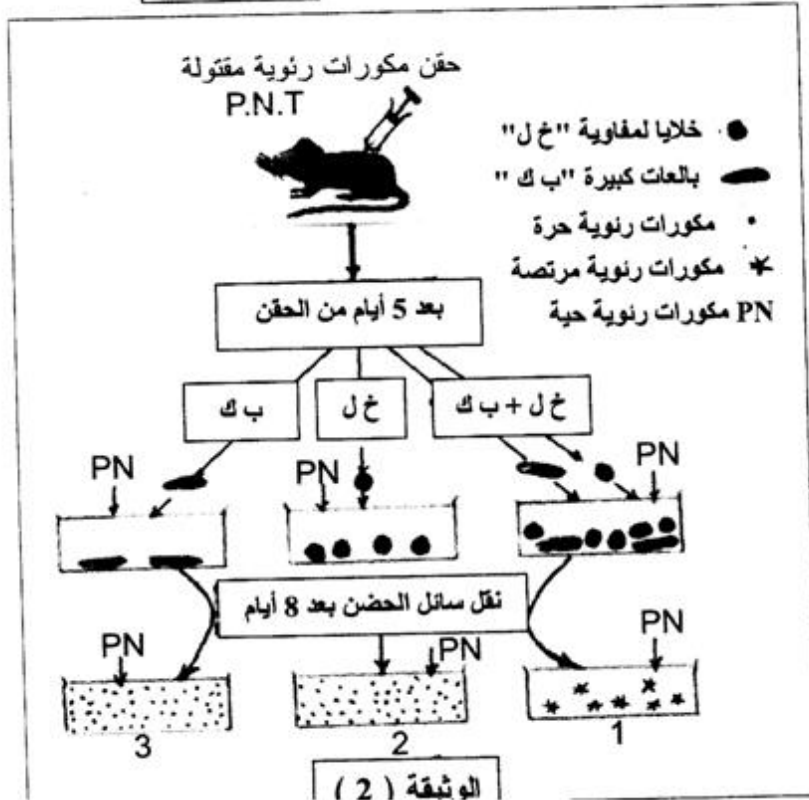 حقن مكورات رئوية مقتولة
P.N.T
خلايا لمفاوية "خ ل"
بالعات كبيرة "ب ك "
مكورات رئوية حرة
مكورات رئوية مرتصة
PN مكورات رئوية حية
بعد 5 أيام من الحقن
خ ل + ب ك
خ ل
ب ك
PN
PN
PN
نقل سائل الحضن بعد 8 أيام
PN
PN
PN
1
2
3
الوثيقة ( 2 )